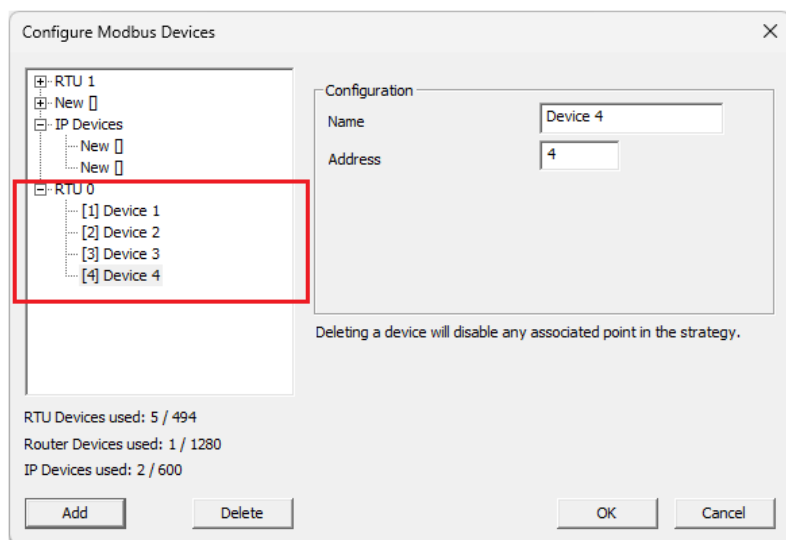 Configure Modbus Devices
RTU 1
New []
IP Devices
New []
New []
RTU 0
[1] Device 1
[2] Device 2
[3] Device 3
[4] Device 4
Configuration
Name Device 4
Address 4
Deleting a device will disable any associated point in the strategy.
RTU Devices used: 5 / 494
Router Devices used: 1 / 1280
IP Devices used: 2 / 600
Add Delete OK Cancel